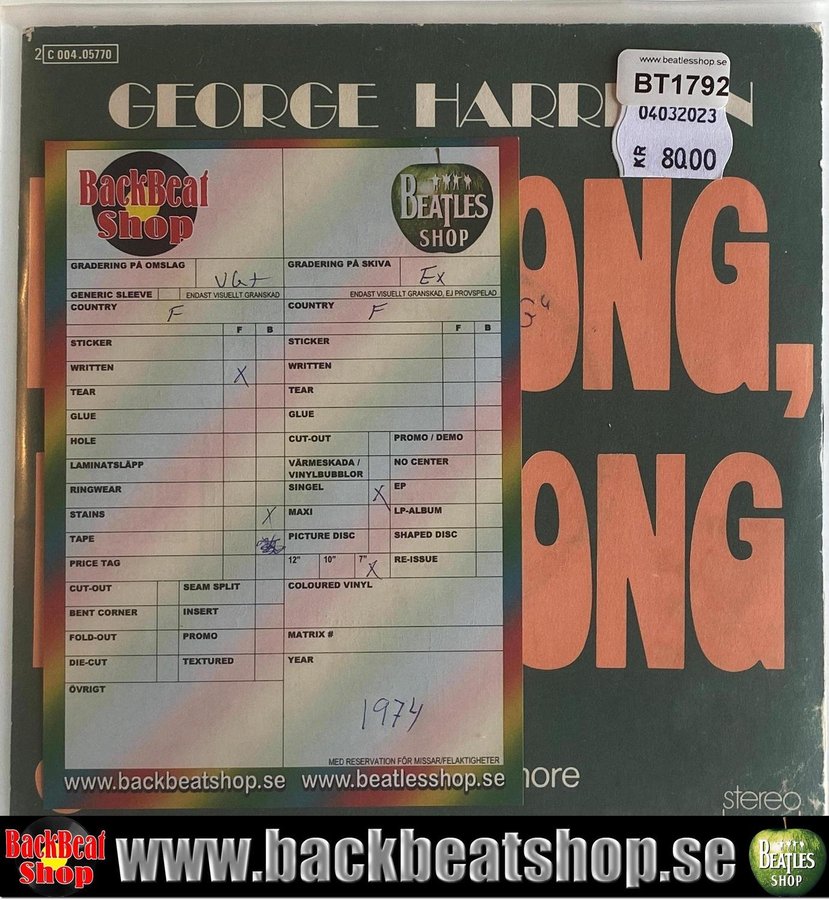 2 C 004.05770
GEORGE HARR N
www.beatlesshop.se
BT1792
04032023
KR 80.00
ONG,
ONG
G4
BackBeat
Shop
BEATLES
SHOP
GRADERING PÅ OMSLAG VG+
GRADERING PÅ SKIVA Ex
GENERIC SLEEVE ENDAST VISUELLT GRANSKAD
ENDAST VISUELLT GRANSKAD, EJ PROVSPELAD
COUNTRY F
COUNTRY F
F B
F B
STICKER
STICKER
WRITTEN X
WRITTEN
TEAR
TEAR
GLUE
GLUE
HOLE
CUT-OUT PROMO / DEMO
LAMINATSLÄPP
VÄRMESKADA /
VINYLBUBBLOR
NO CENTER
RINGWEAR
SINGEL X EP
STAINS X
MAXI LP-ALBUM
TAPE
PICTURE DISC SHAPED DISC
PRICE TAG
12" 10" 7" X RE-ISSUE
CUT-OUT SEAM SPLIT
COLOURED VINYL
BENT CORNER INSERT
FOLD-OUT PROMO
MATRIX #
DIE-CUT TEXTURED
YEAR
ÖVRIGT
1974
MED RESERVATION FÖR MISSAR/FELAKTIGHETER
www.backbeatshop.se www.beatlesshop.se
more
stereo
BackBeat
Shop
www.backbeatshop.se
BEATLES
SHOP